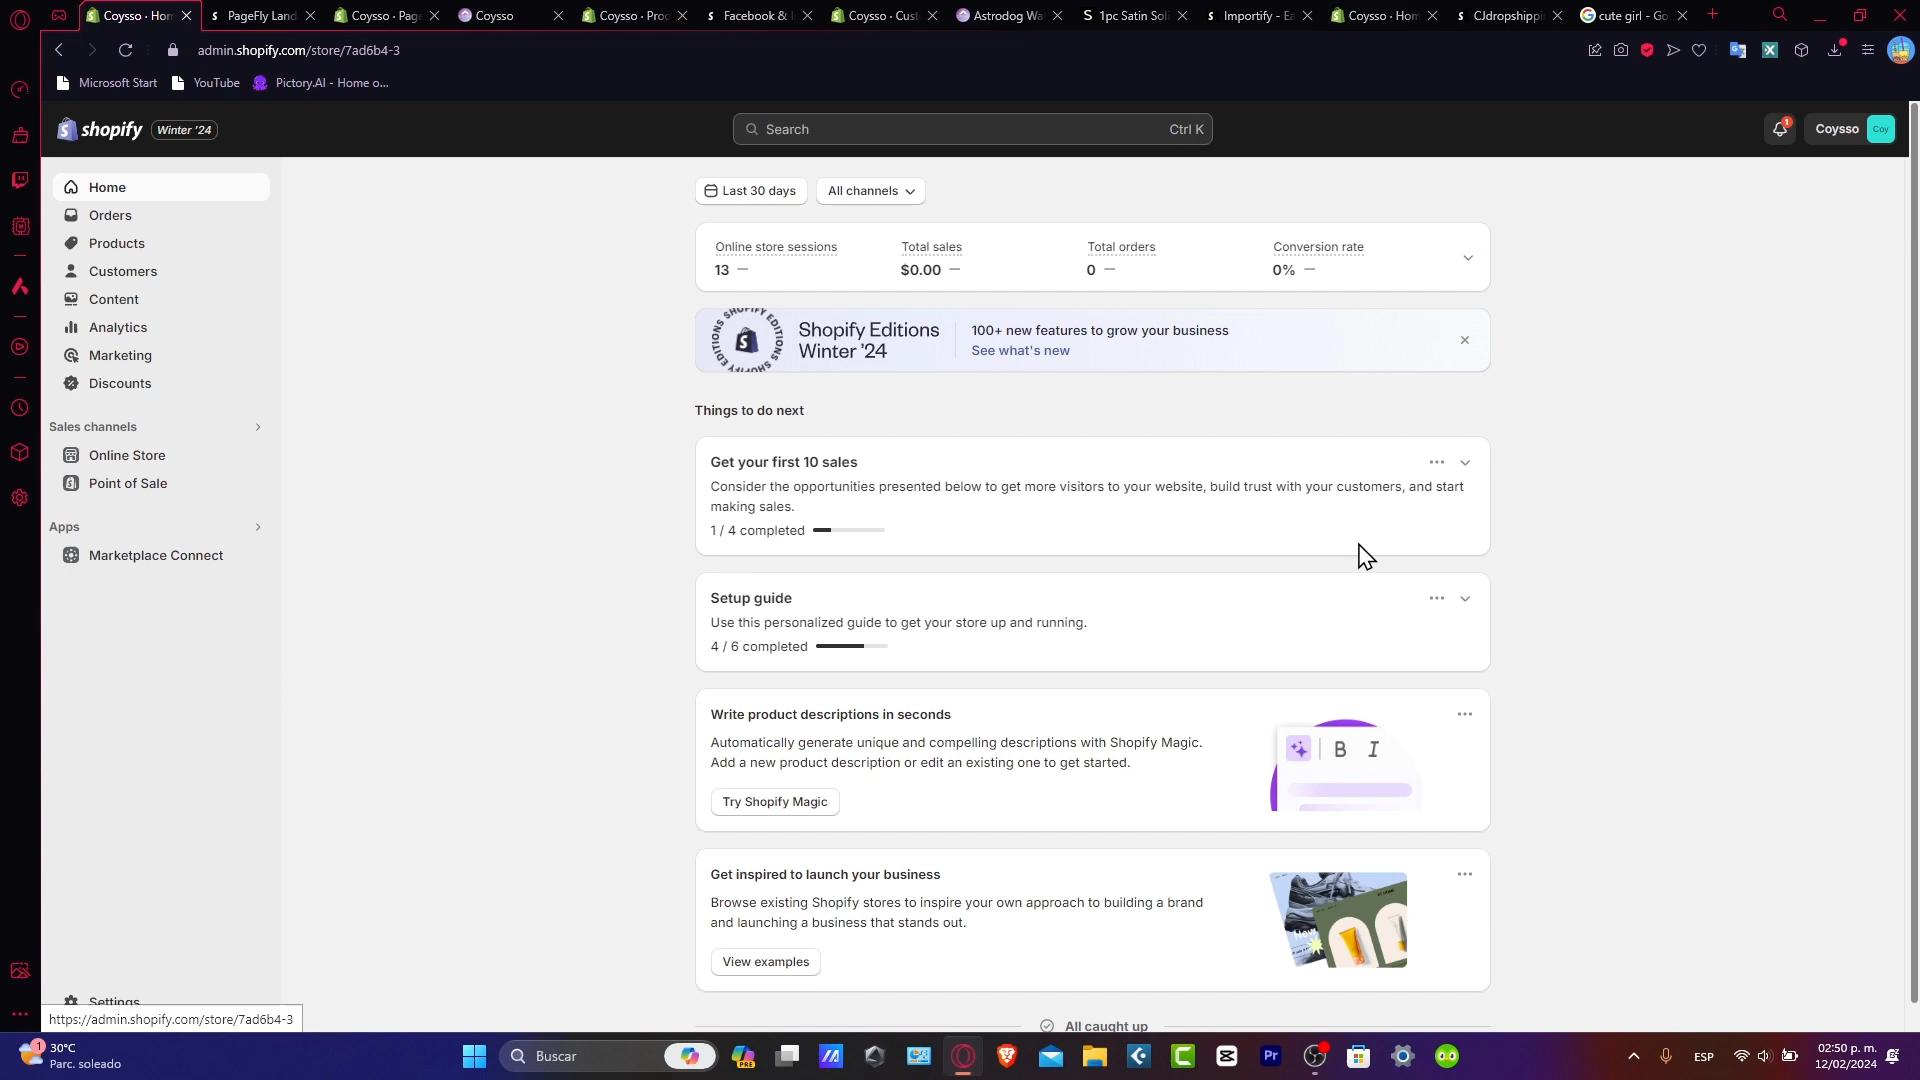 Coysso · Hom
PageFly Land
Coysso · Page
Coysso
Coysso · Proc
Facebook & I
Coysso · Cust
Astrodog Wa
1pc Satin Soli
Importify - Ea
Coysso · Hom
CJdropshippi
cute girl - Go
admin.shopify.com/store/7ad6b4-3
Microsoft Start
YouTube
Pictory.AI - Home o...
shopify
Winter '24
Search
Ctrl K
1
Coysso
Coy
Home
Orders
Products
Customers
Content
Analytics
Marketing
Discounts
Sales channels
Online Store
Point of Sale
Apps
Marketplace Connect
Settings
https://admin.shopify.com/store/7ad6b4-3
Last 30 days
All channels
Online store sessions
13 —
Total sales
$0.00 —
Total orders
0 —
Conversion rate
0% —
SHOPIFY EDITIONS
Shopify Editions
Winter '24
100+ new features to grow your business
See what's new
Things to do next
Get your first 10 sales
Consider the opportunities presented below to get more visitors to your website, build trust with your customers, and start
making sales.
1 / 4 completed
Setup guide
Use this personalized guide to get your store up and running.
4 / 6 completed
Write product descriptions in seconds
Automatically generate unique and compelling descriptions with Shopify Magic.
Add a new product description or edit an existing one to get started.
Try Shopify Magic
B I
Get inspired to launch your business
Browse existing Shopify stores to inspire your own approach to building a brand
and launching a business that stands out.
View examples
New
All caught up
1
30°C
Parc. soleado
Buscar
PRE
Pr
ESP
02:50 p. m.
12/02/2024